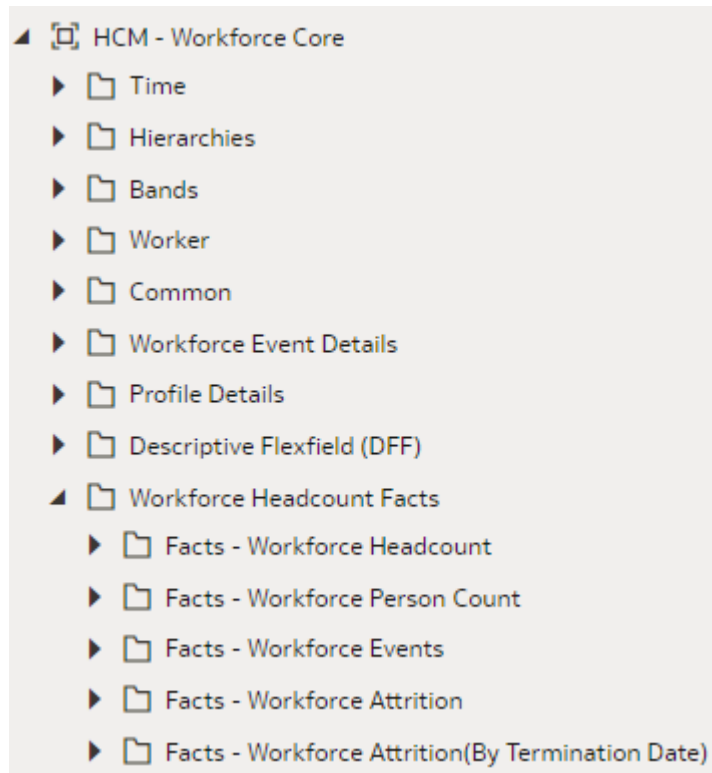 HCM - Workforce Core
Time
Hierarchies
Bands
Worker
Common
Workforce Event Details
Profile Details
Descriptive Flexfield (DFF)
Workforce Headcount Facts
Facts - Workforce Headcount
Facts - Workforce Person Count
Facts - Workforce Events
Facts - Workforce Attrition
Facts - Workforce Attrition(By Termination Date)